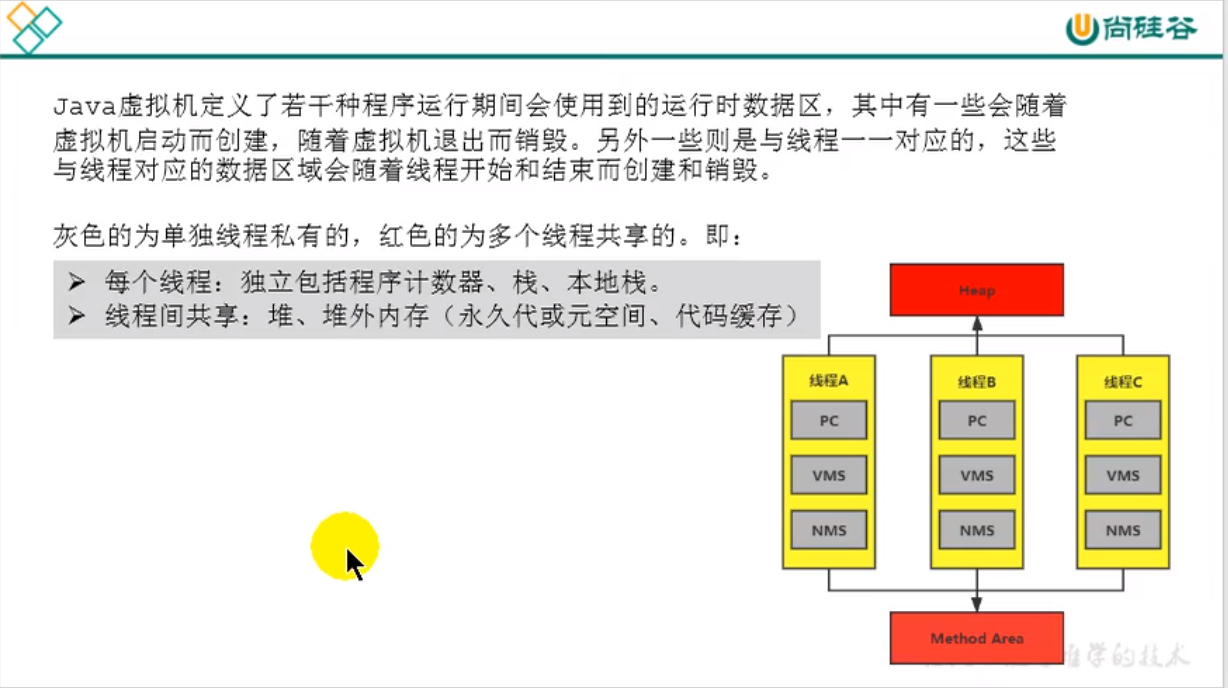 尚硅谷
Java虚拟机定义了若干种程序运行期间会使用到的运行时数据区，其中有一些会随着
虚拟机启动而创建，随着虚拟机退出而销毁。另外一些则是与线程一一对应的，这些
与线程对应的数据区域会随着线程开始和结束而创建和销毁。
灰色的为单独线程私有的，红色的为多个线程共享的。即：
➤ 每个线程：独立包括程序计数器、栈、本地栈。
➤ 线程间共享：堆、堆外内存（永久代或元空间、代码缓存）
Heap
线程A 线程B 线程C
PC PC PC
VMS VMS VMS
NMS NMS NMS
Method Area
学的技术